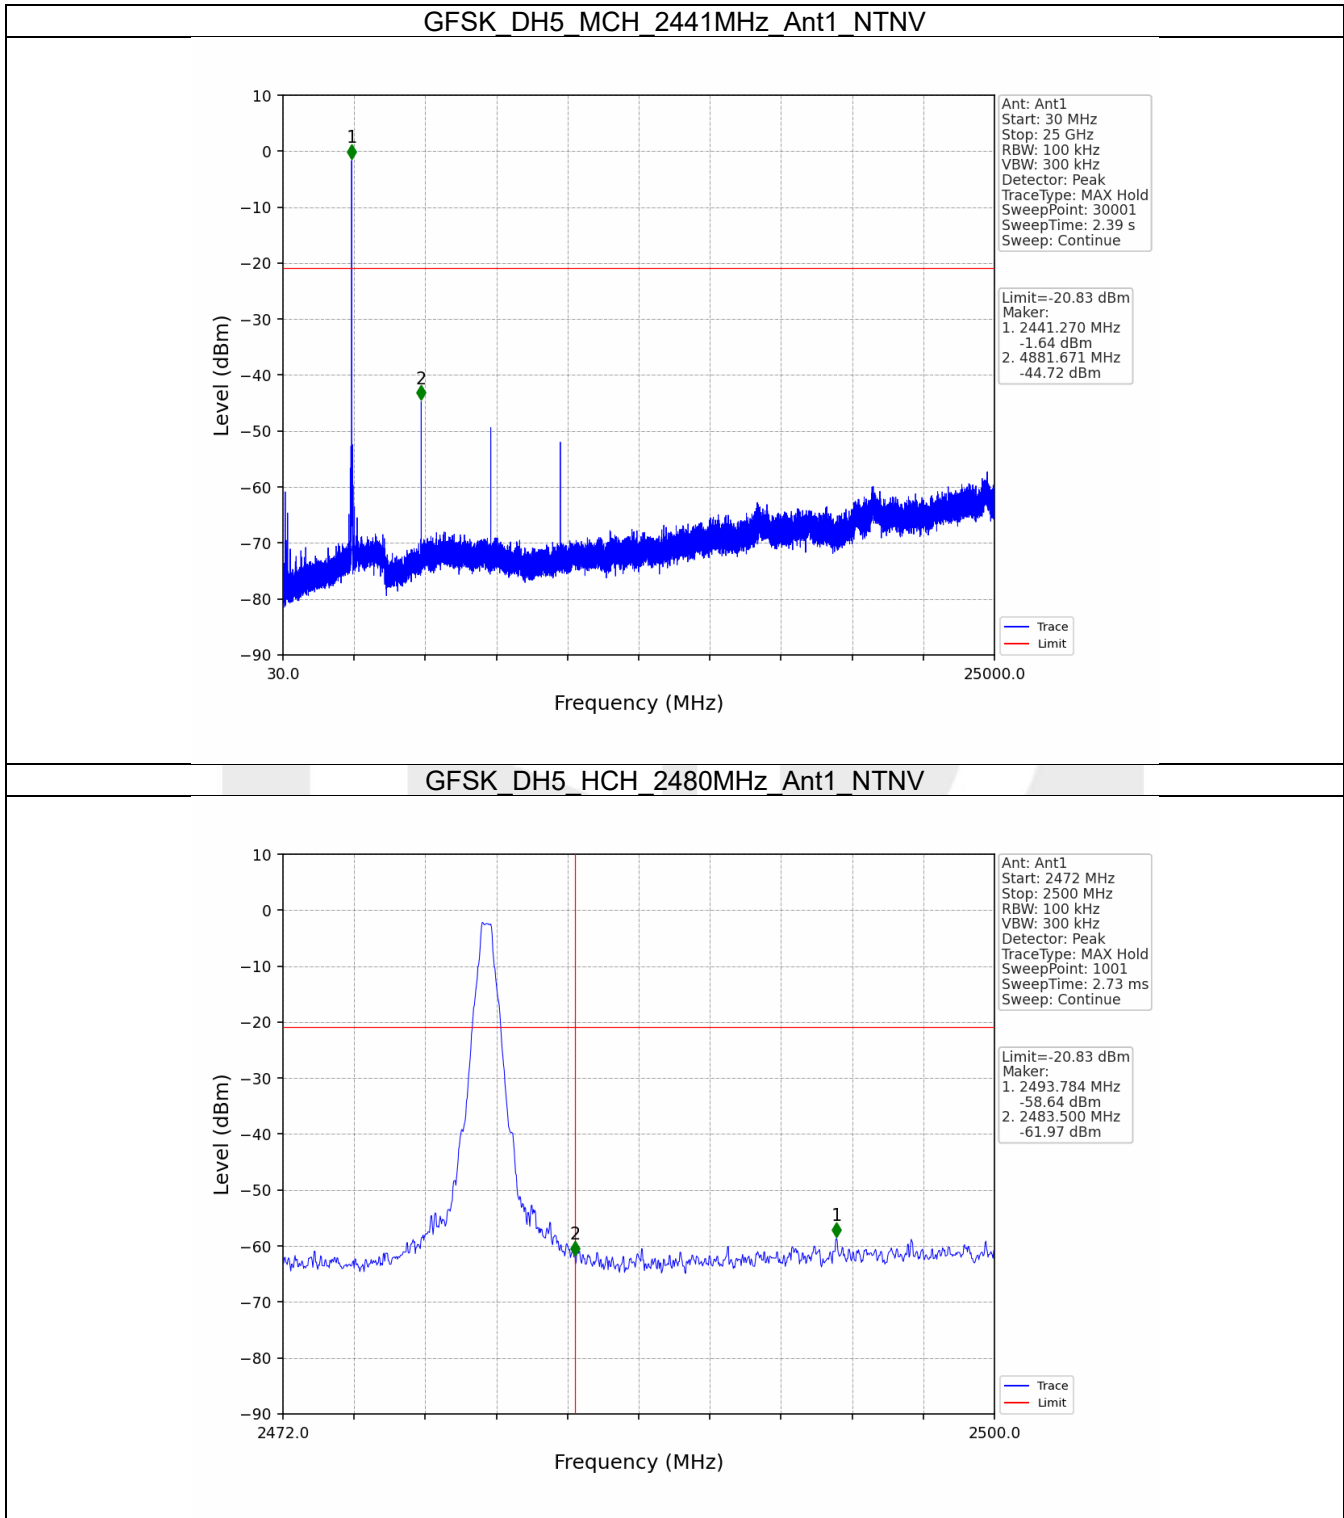 GFSK_DH5_MCH_2441MHz_Ant1_NTNV
10
0
−10
−20
−30
−40
−50
−60
−70
−80
−90
Level (dBm)
1
2
30.0
25000.0
Frequency (MHz)
Ant: Ant1
Start: 30 MHz
Stop: 25 GHz
RBW: 100 kHz
VBW: 300 kHz
Detector: Peak
TraceType: MAX Hold
SweepPoint: 30001
SweepTime: 2.39 s
Sweep: Continue
Limit=-20.83 dBm
Maker:
1. 2441.270 MHz
-1.64 dBm
2. 4881.671 MHz
-44.72 dBm
Trace
Limit
GFSK_DH5_HCH_2480MHz_Ant1_NTNV
10
0
−10
−20
−30
−40
−50
−60
−70
−80
−90
Level (dBm)
2
1
2472.0
2500.0
Frequency (MHz)
Ant: Ant1
Start: 2472 MHz
Stop: 2500 MHz
RBW: 100 kHz
VBW: 300 kHz
Detector: Peak
TraceType: MAX Hold
SweepPoint: 1001
SweepTime: 2.73 ms
Sweep: Continue
Limit=-20.83 dBm
Maker:
1. 2493.784 MHz
-58.64 dBm
2. 2483.500 MHz
-61.97 dBm
Trace
Limit